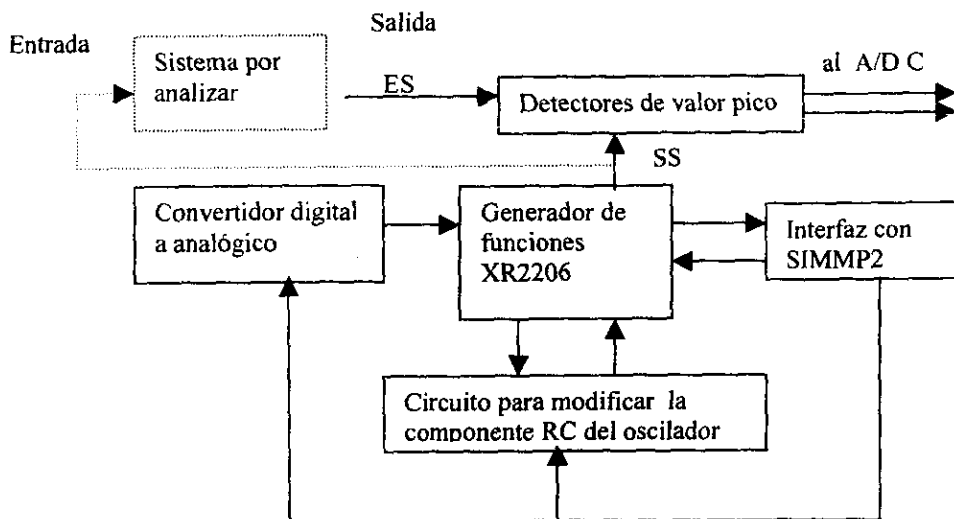 Entrada
Salida
Sistema por
analizar
ES
Detectores de valor pico
al A/D C
SS
Convertidor digital
a analógico
Generador de
funciones
XR2206
Interfaz con
SIMMP2
Circuito para modificar la
componente RC del oscilador